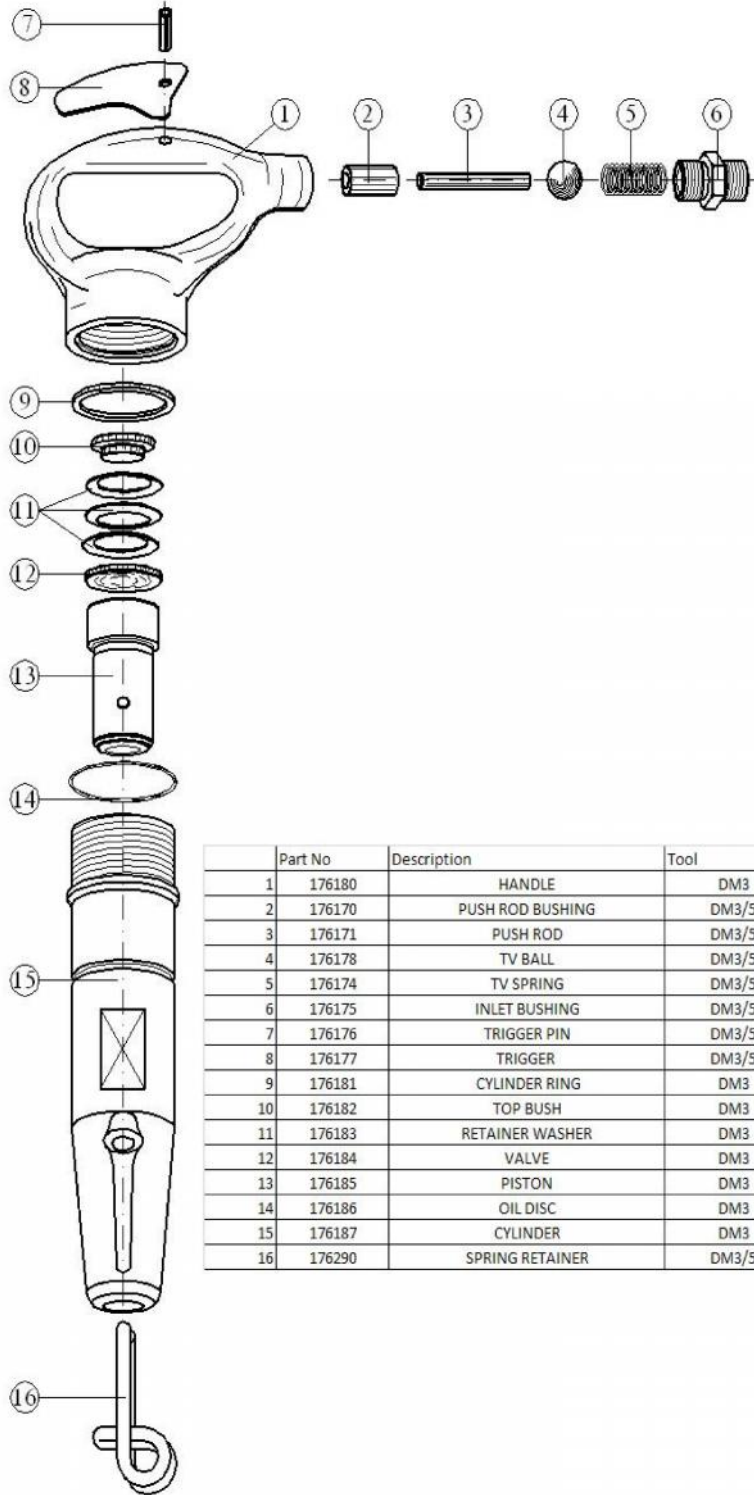 7
8
1 2 3 4 5 6
9
10
11
12
13
14
15
16
Part No Description Tool
1 176180 HANDLE DM3
2 176170 PUSH ROD BUSHING DM3/5
3 176171 PUSH ROD DM3/5
4 176178 TV BALL DM3/5
5 176174 TV SPRING DM3/5
6 176175 INLET BUSHING DM3/5
7 176176 TRIGGER PIN DM3/5
8 176177 TRIGGER DM3/5
9 176181 CYLINDER RING DM3
10 176182 TOP BUSH DM3
11 176183 RETAINER WASHER DM3
12 176184 VALVE DM3
13 176185 PISTON DM3
14 176186 OIL DISC DM3
15 176187 CYLINDER DM3
16 176290 SPRING RETAINER DM3/5